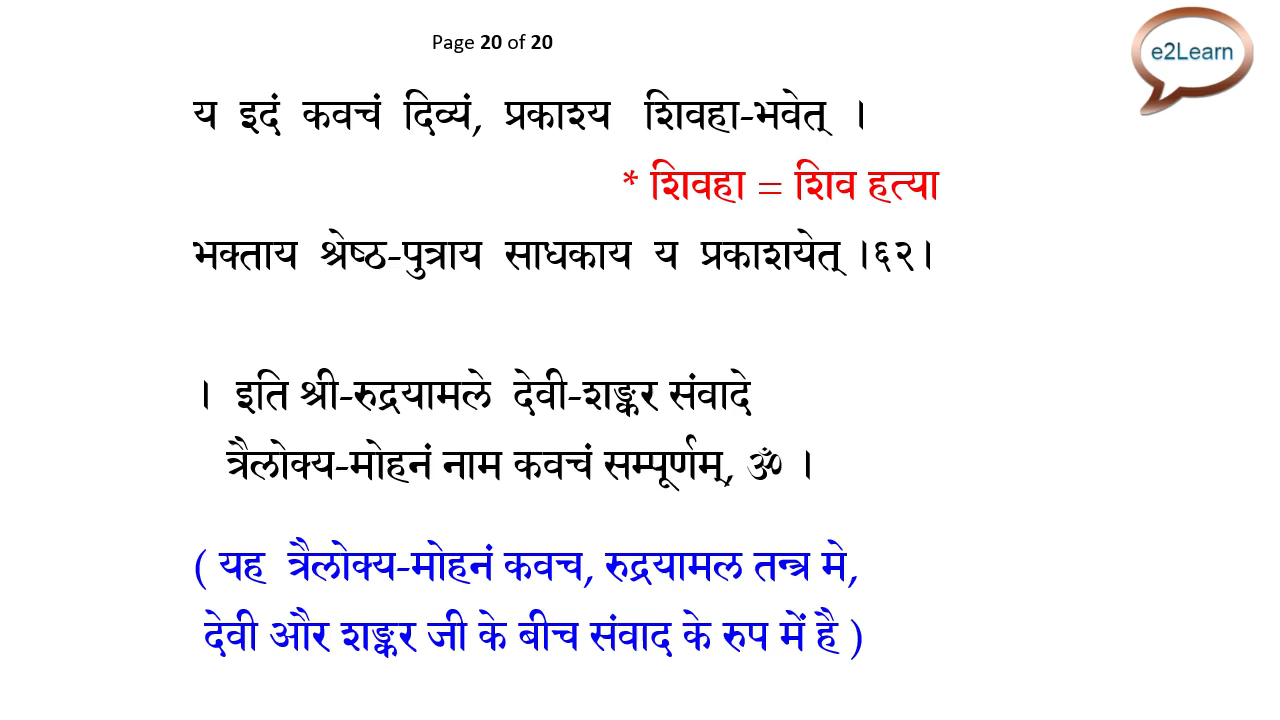 Page 20 of 20
e2Learn
य इदं कवचं दिव्यं, प्रकाश्य शिवहा-भवेत् ।
* शिवहा = शिव हत्या
भक्ताय श्रेष्ठ-पुत्राय साधकाय य प्रकाशयेत् ।६२।
। इति श्री-रुद्रयामले देवी-शङ्कर संवादे
त्रैलोक्य-मोहनं नाम कवचं सम्पूर्णम्, ॐ ।
( यह त्रैलोक्य-मोहनं कवच, रुद्रयामल तन्त्र मे,
देवी और शङ्कर जी के बीच संवाद के रुप में है )